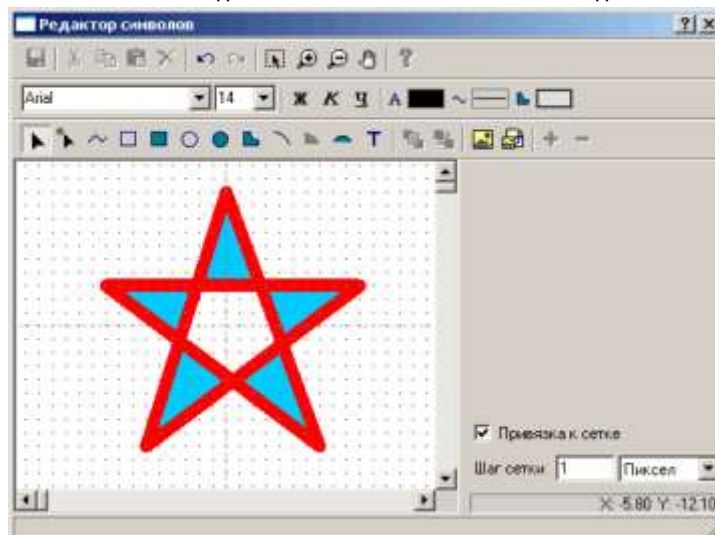 Редактор символов
Arial 14 Ж К Ч A
T
Привязка к сетке
Шаг сетки 1 Пиксел
X: -5.80 Y: -12.10